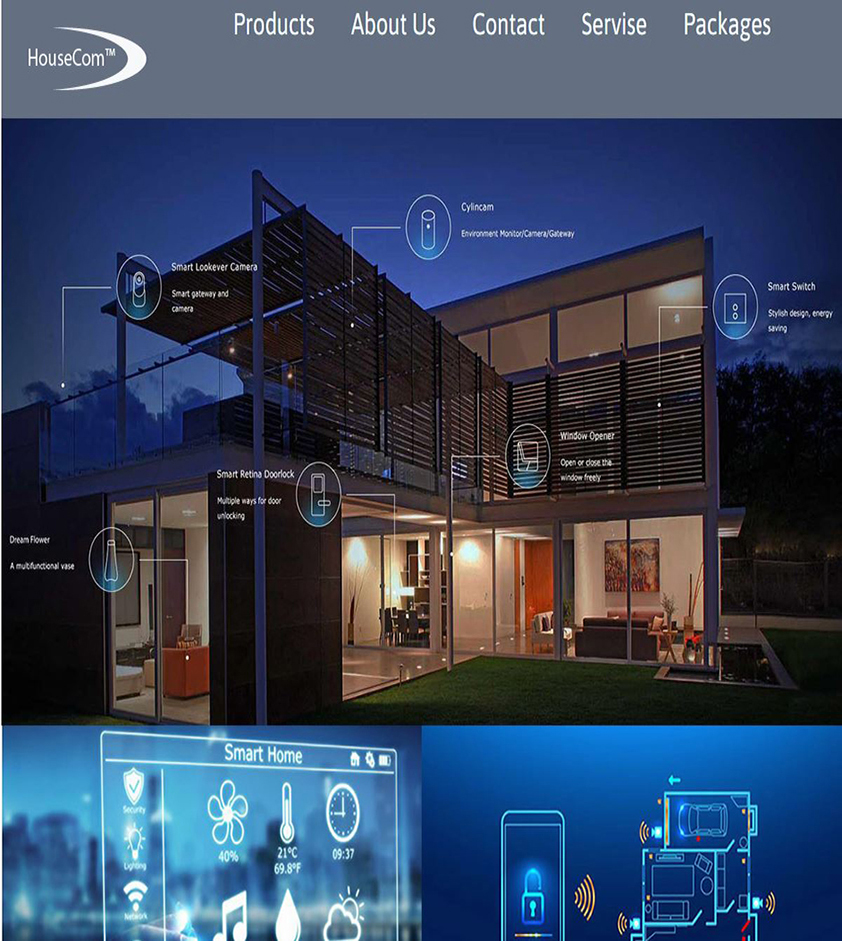 Products About Us Contact Servise Packages
HouseCom™
Cylincam
Environment Monitor/Camera/Gateway
Smart Lookever Camera
Smart gateway and
camera
Smart Switch
Stylish design, energy
saving
Window Opener
Open or close the
window freely
Smart Retina Doorlock
Multiple ways for door
unlocking
Dream Flower
A multifunctional vase
Smart Home
Security
Lighting
Network
40%
21°C
69.8°F
09:37